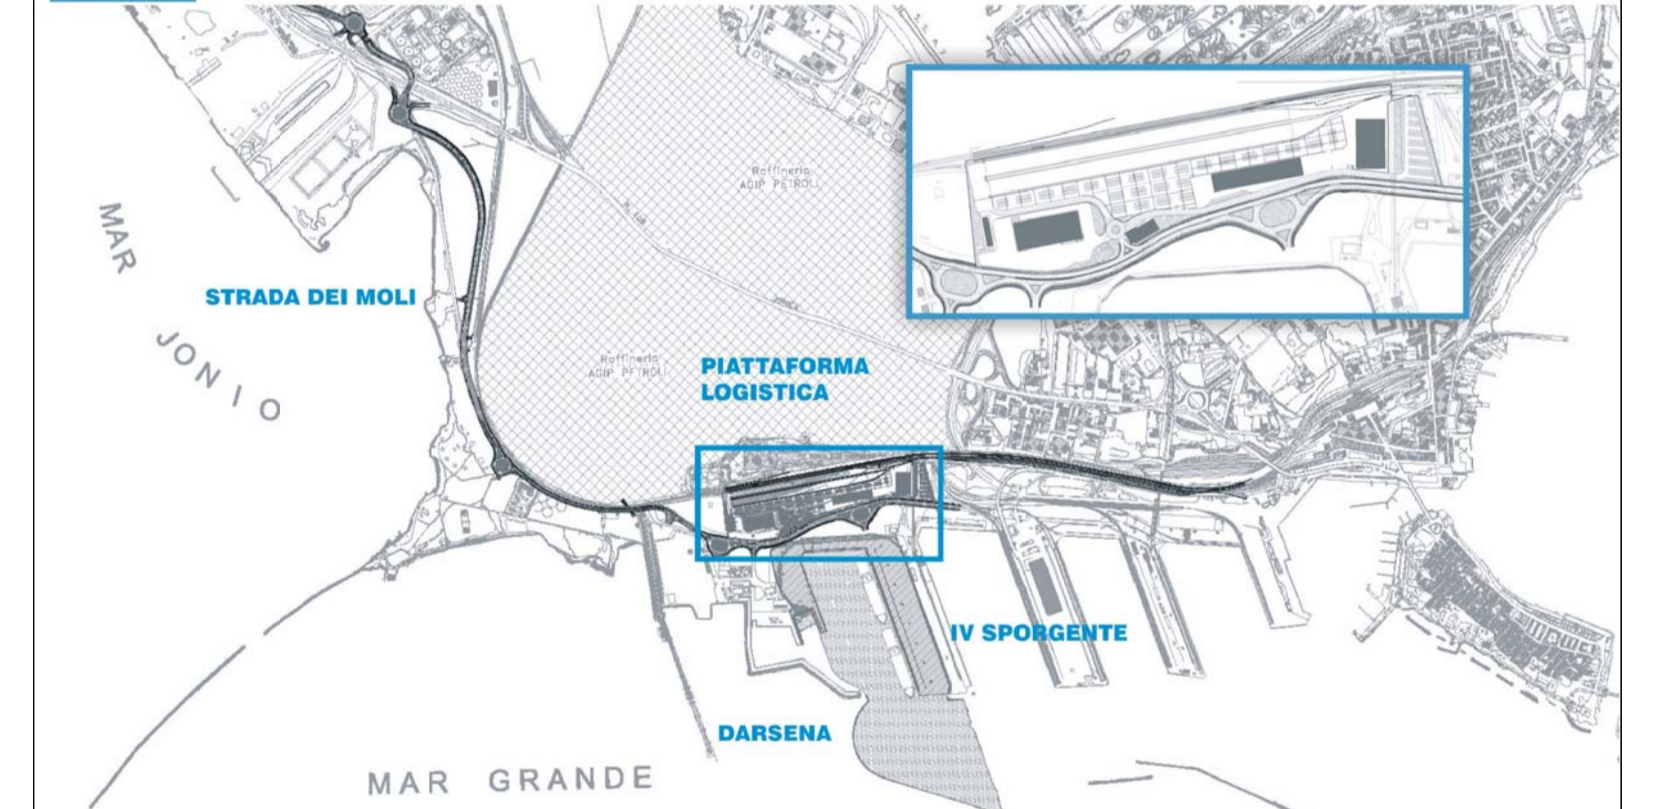 Raffineria
AGIP PETROLI
MAR
JONIO
STRADA DEI MOLI
Raffineria
AGIP PETROLI
PIATTAFORMA
LOGISTICA
IV SPORGENTE
DARSENA
MAR GRANDE